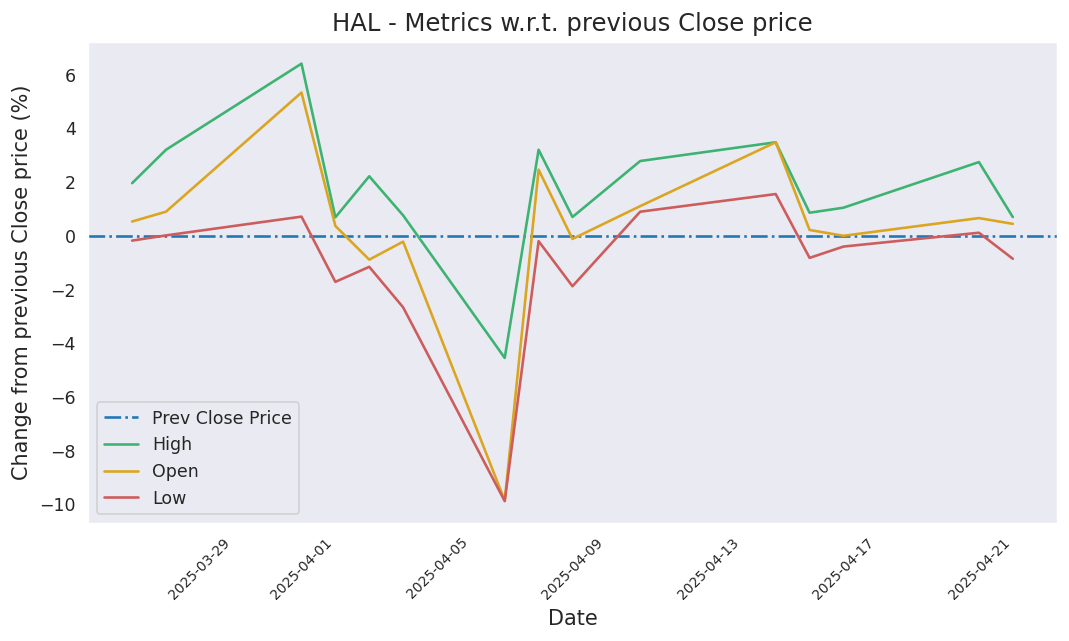 HAL - Metrics w.r.t. previous Close price
Change from previous Close price (%)
6
4
2
0
−2
−4
−6
−8
−10
Prev Close Price
High
Open
Low
2025-03-29
2025-04-01
2025-04-05
2025-04-09
2025-04-13
2025-04-17
2025-04-21
Date